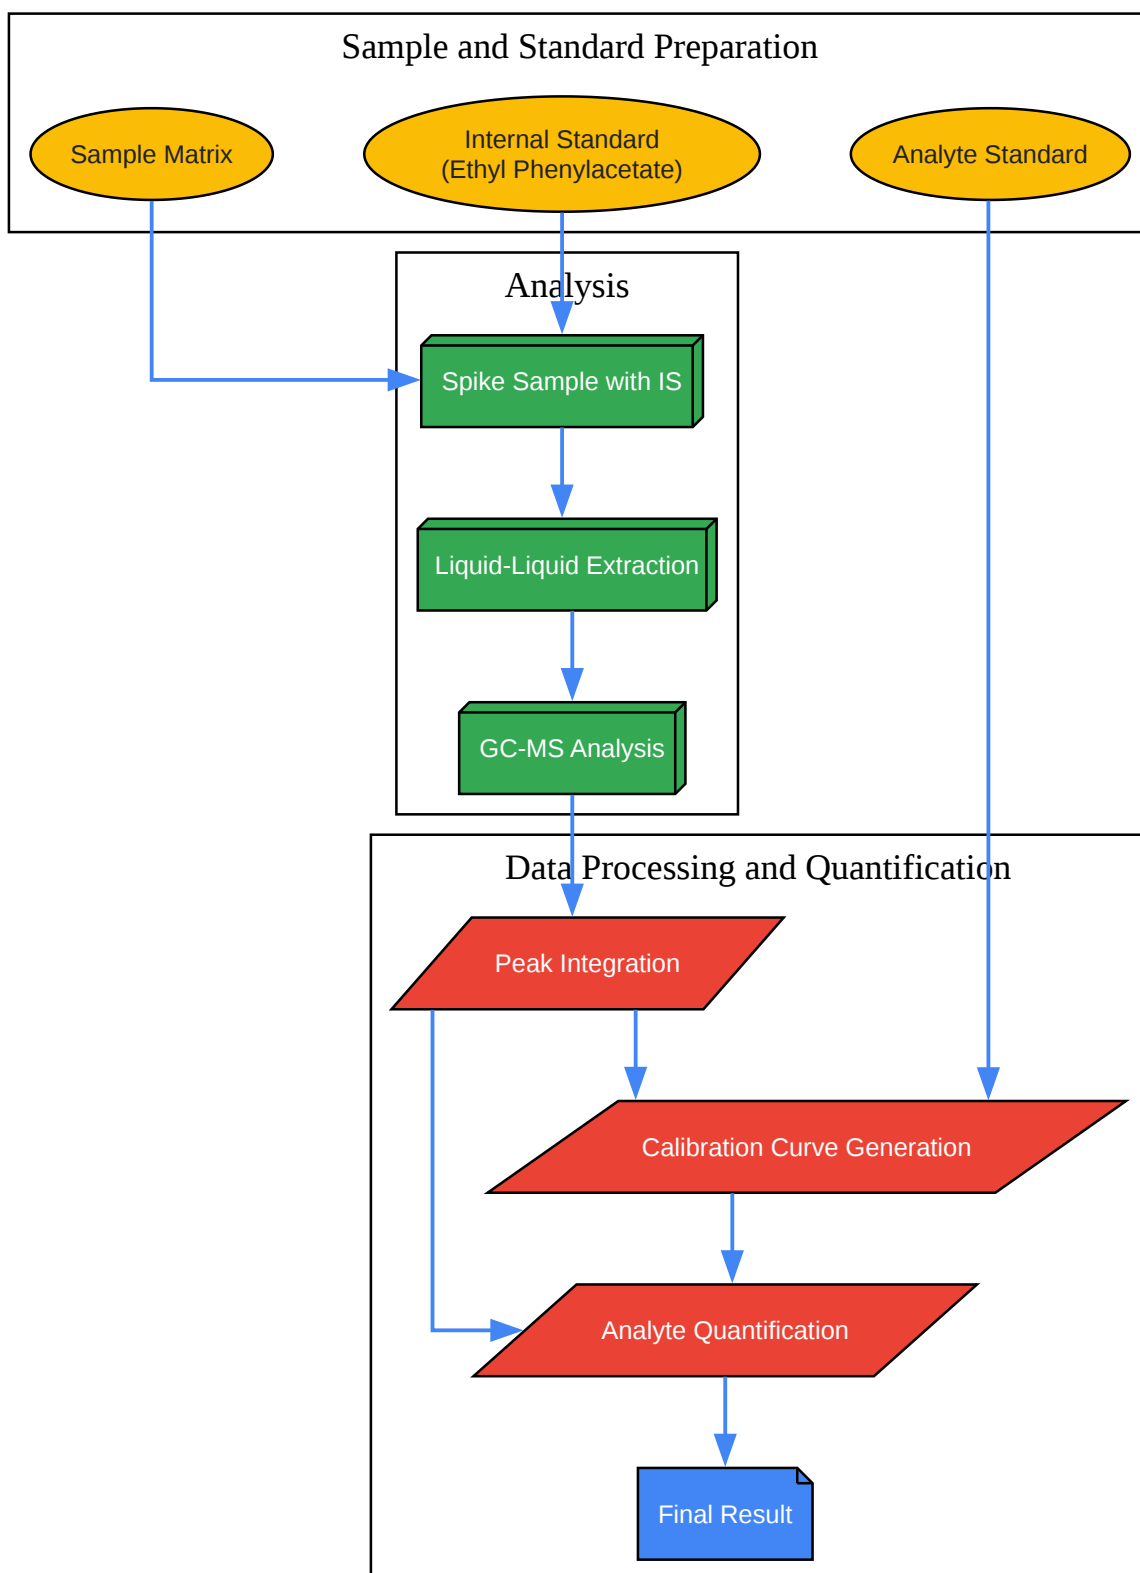 Sample and Standard Preparation
Sample Matrix
Internal Standard
(Ethyl Phenylacetate)
Analyte Standard
Analysis
Spike Sample with IS
Liquid-Liquid Extraction
GC-MS Analysis
Data Processing and Quantification
Peak Integration
Calibration Curve Generation
Analyte Quantification
Final Result